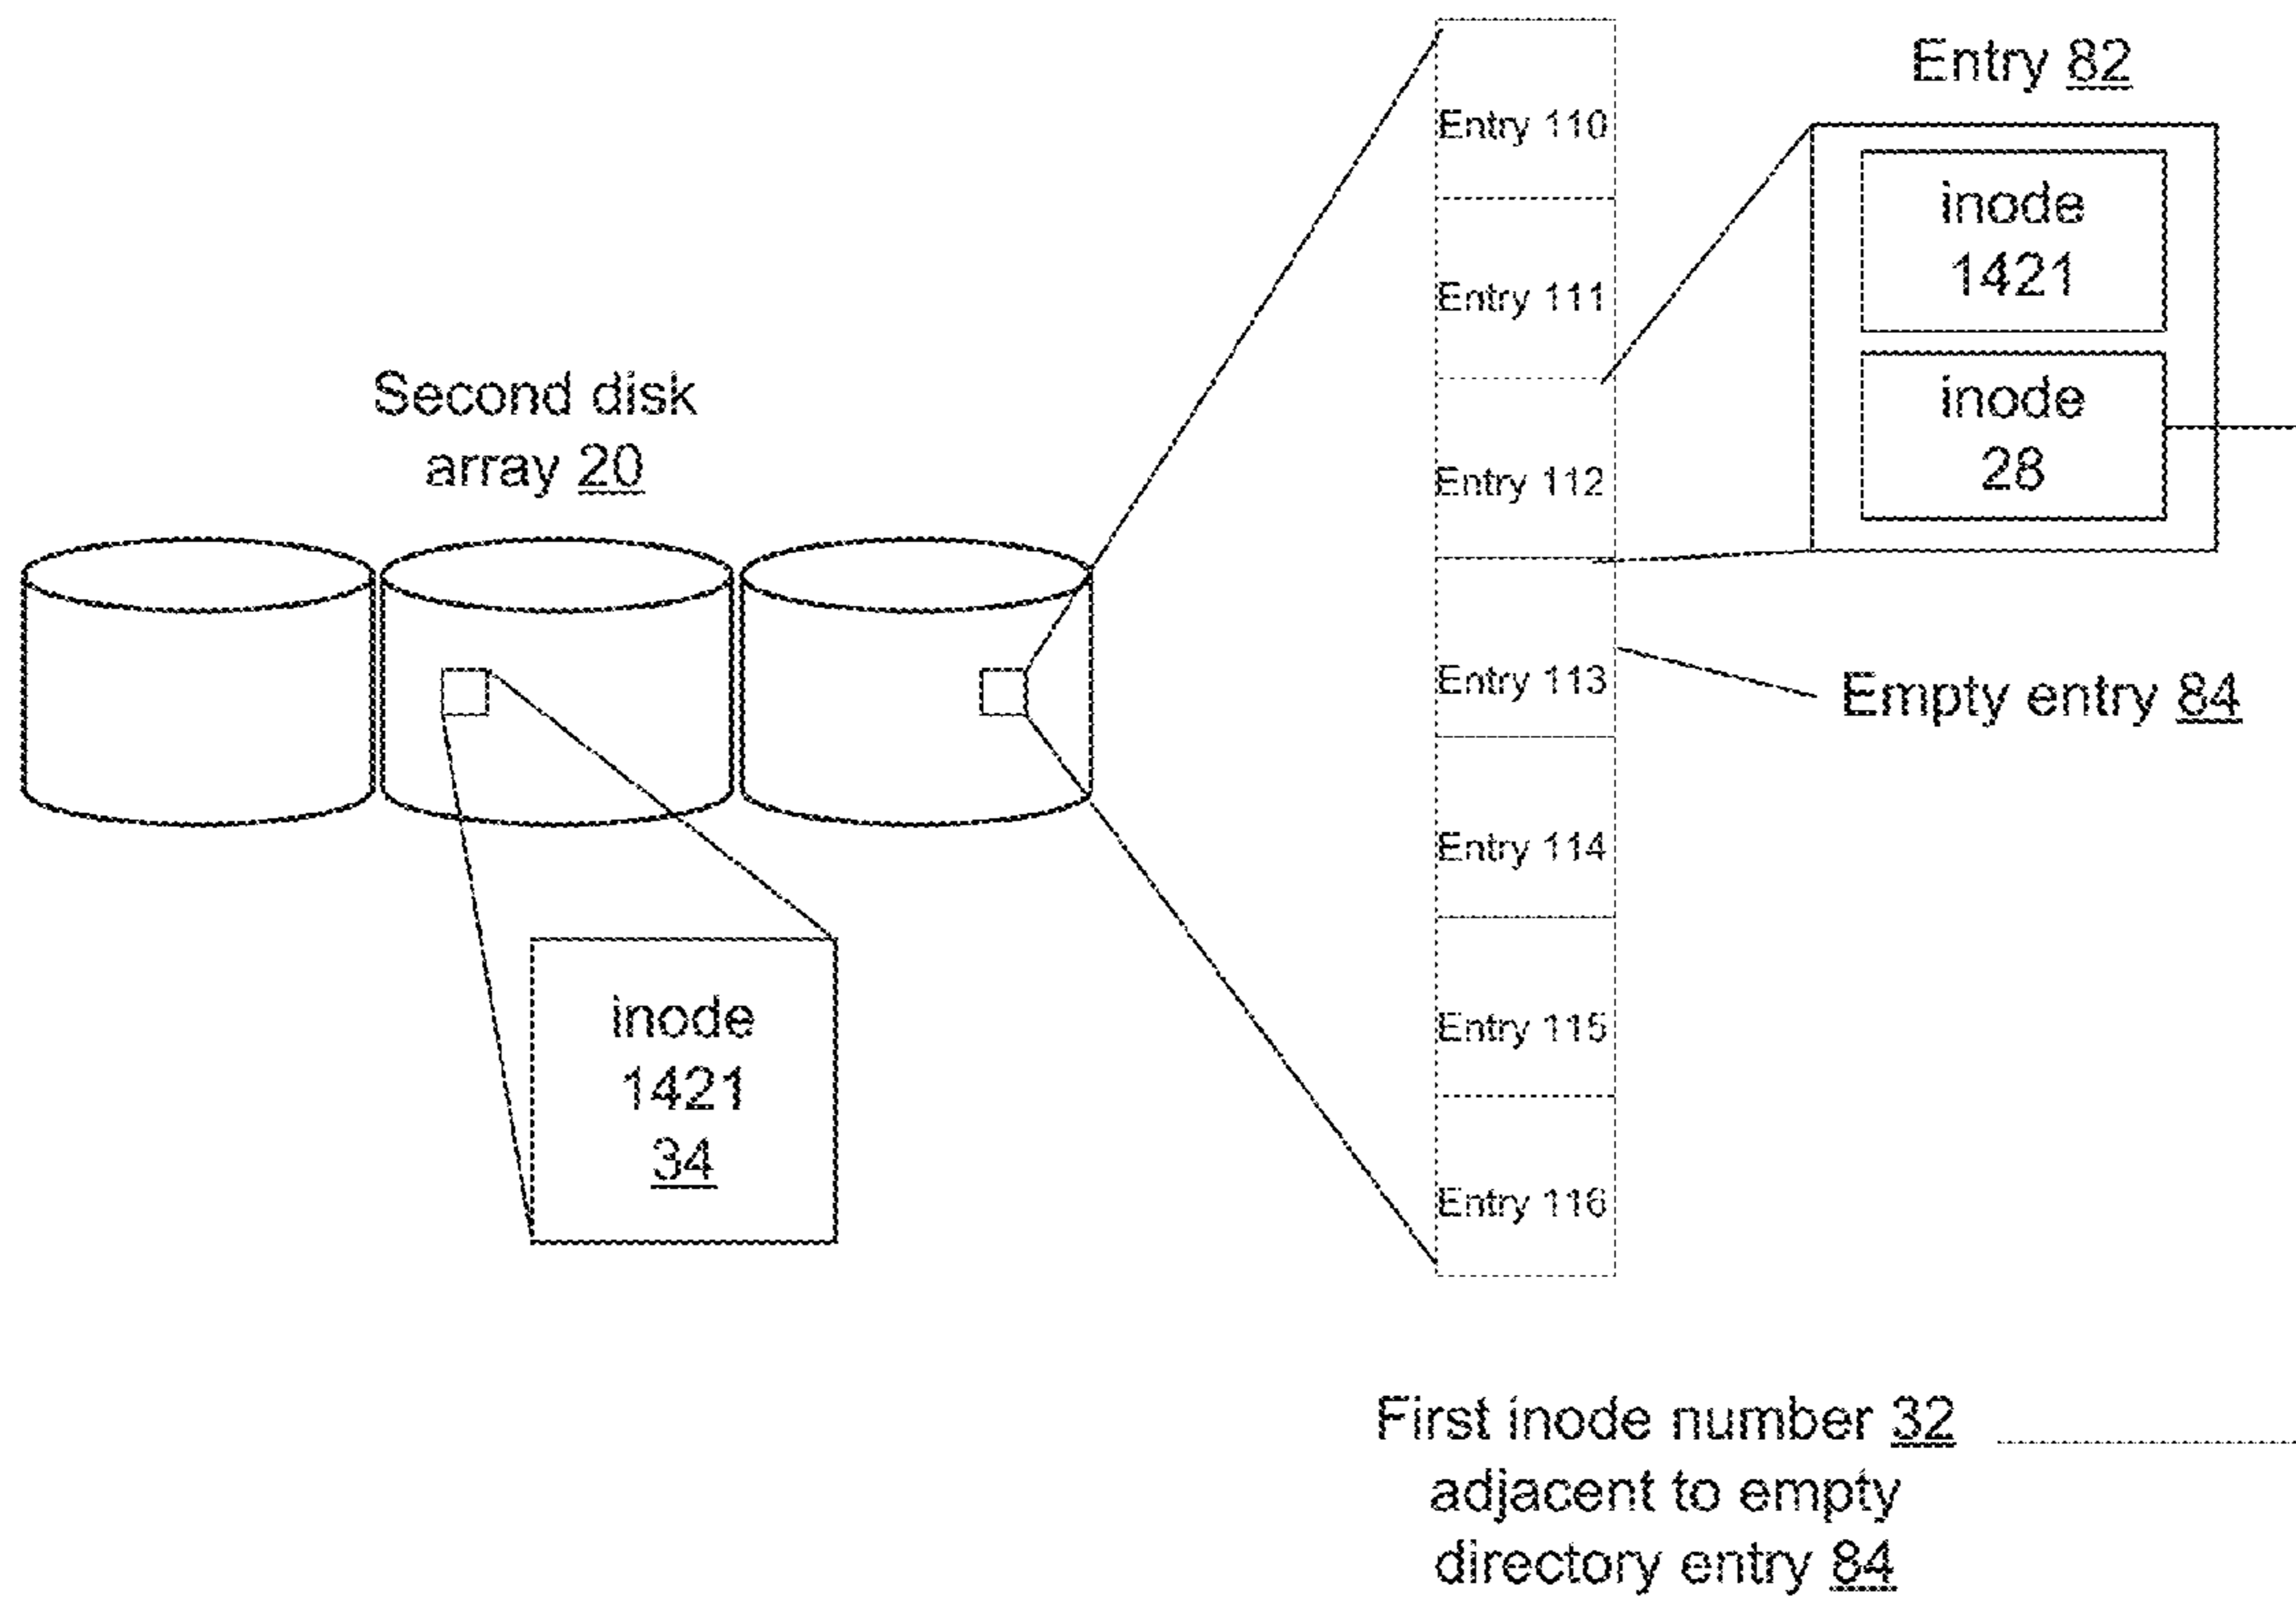 Second disk
array 20
inode
1421
34
Entry 110
Entry 111
Entry 112
Entry 113
Entry 114
Entry 115
Entry 116
Entry 82
inode
1421
inode
28
Empty entry 84
First inode number 32
adjacent to empty
directory entry 84